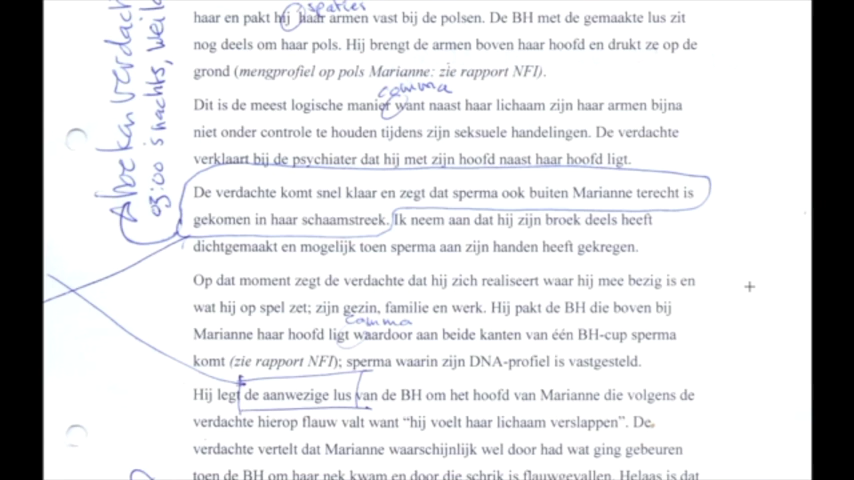 spaties
haar en pakt hij haar armen vast bij de polsen. De BH met de gemaakte lus zit
nog deels om haar pols. Hij brengt de armen boven haar hoofd en drukt ze op de
grond (mengprofiel op pols Marianne: zie rapport NFI).
comma
Dit is de meest logische manier want naast haar lichaam zijn haar armen bijna
niet onder controle te houden tijdens zijn seksuele handelingen. De verdachte
verklaart bij de psychiater dat hij met zijn hoofd naast haar hoofd ligt.
De verdachte komt snel klaar en zegt dat sperma ook buiten Marianne terecht is
gekomen in haar schaamstreek. Ik neem aan dat hij zijn broek deels heeft
dichtgemaakt en mogelijk toen sperma aan zijn handen heeft gekregen.
Op dat moment zegt de verdachte dat hij zich realiseert waar hij mee bezig is en
wat hij op spel zet; zijn gezin, familie en werk. Hij pakt de BH die boven bij
comma
Marianne haar hoofd ligt waardoor aan beide kanten van één BH-cup sperma
komt (zie rapport NFI); sperma waarin zijn DNA-profiel is vastgesteld.
Hij legt de aanwezige lus van de BH om het hoofd van Marianne die volgens de
verdachte hierop flauw valt want “hij voelt haar lichaam verslappen”. De
verdachte vertelt dat Marianne waarschijnlijk wel door had wat ging gebeuren
toen de BH om haar nek kwam en door die schrik is flauwgevallen. Helaas is dat
kan verdach
03:00 's nachts,